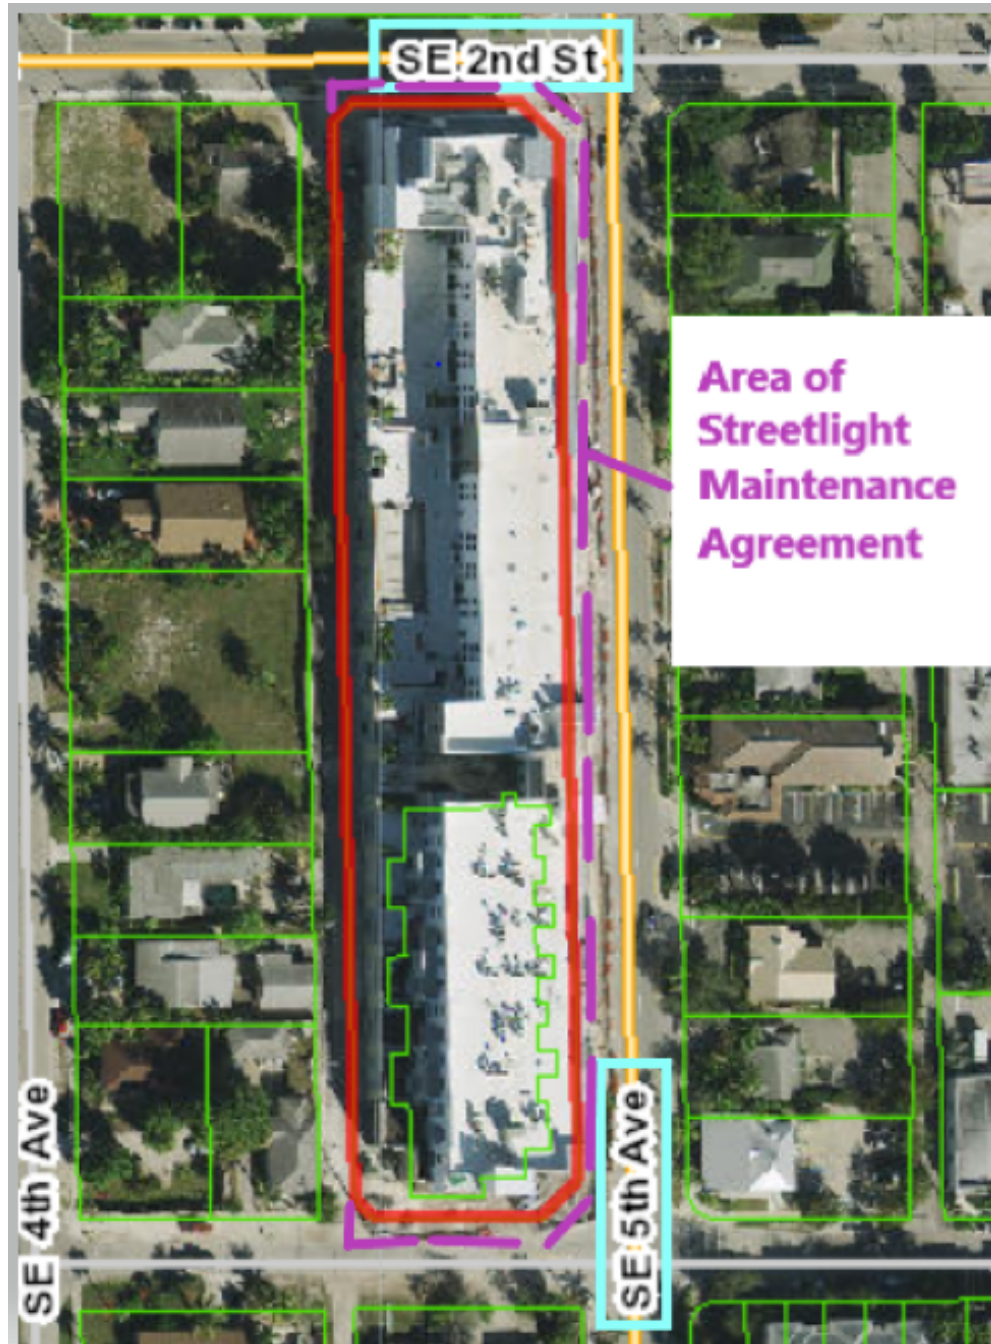 SE 2nd St
Area of
Streetlight
Maintenance
Agreement
SE 4th Ave
SE 5th Ave